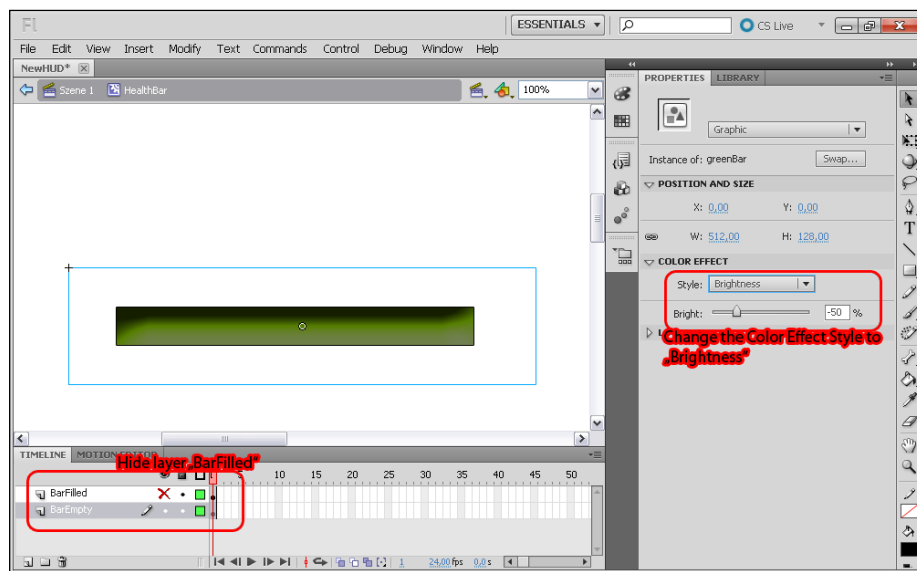 Fl ESSENTIALS CS Live
File Edit View Insert Modify Text Commands Control Debug Window Help
NewHUD*
Szene 1 HealthBar 100%
PROPERTIES LIBRARY
Graphic
Instance of: greenBar Swap...
POSITION AND SIZE
X: 0,00 Y: 0,00
W: 512,00 H: 128,00
COLOR EFFECT
Style: Brightness
Bright: -50 %
Change the Color Effect Style to
„Brightness"
TIMELINE MOTION EDITOR
Hide layer „BarFilled"
5 10 15 20 25 30 35 40 45 50
BarFilled
BarEmpty
1 24,00 fps 0,0 s